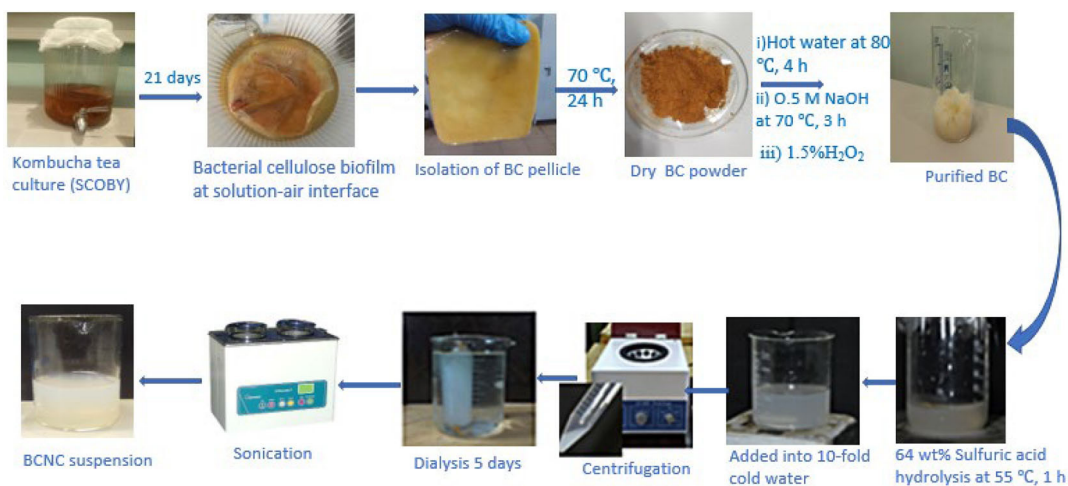 21 days
70 °C,
24 h
i)Hot water at 80
°C, 4 h
ii) O.5 M NaOH
at 70 °C, 3 h
iii) 1.5%H₂O₂
Kombucha tea
culture (SCOBY)
Bacterial cellulose biofilm
at solution-air interface
Isolation of BC pellicle
Dry BC powder
Purified BC
BCNC suspension
Sonication
Dialysis 5 days
Centrifugation
Added into 10-fold
cold water
64 wt% Sulfuric acid
hydrolysis at 55 °C, 1 h